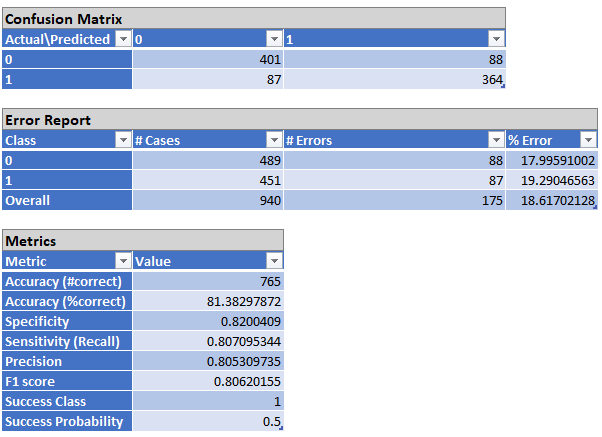 Confusion Matrix
Actual\Predicted 0 1
0 401 88
1 87 364
Error Report
Class # Cases # Errors % Error
0 489 88 17.99591002
1 451 87 19.29046563
Overall 940 175 18.61702128
Metrics
Metric Value
Accuracy (#correct) 765
Accuracy (%correct) 81.38297872
Specificity 0.8200409
Sensitivity (Recall) 0.807095344
Precision 0.805309735
F1 score 0.80620155
Success Class 1
Success Probability 0.5